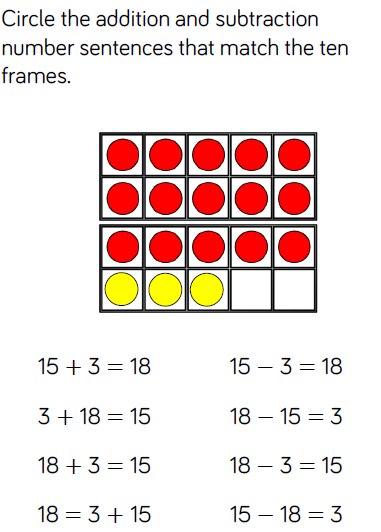 Circle the addition and subtraction
number sentences that match the ten
frames.
15 + 3 = 18 15 – 3 = 18
3 + 18 = 15 18 – 15 = 3
18 + 3 = 15 18 – 3 = 15
18 = 3 + 15 15 – 18 = 3